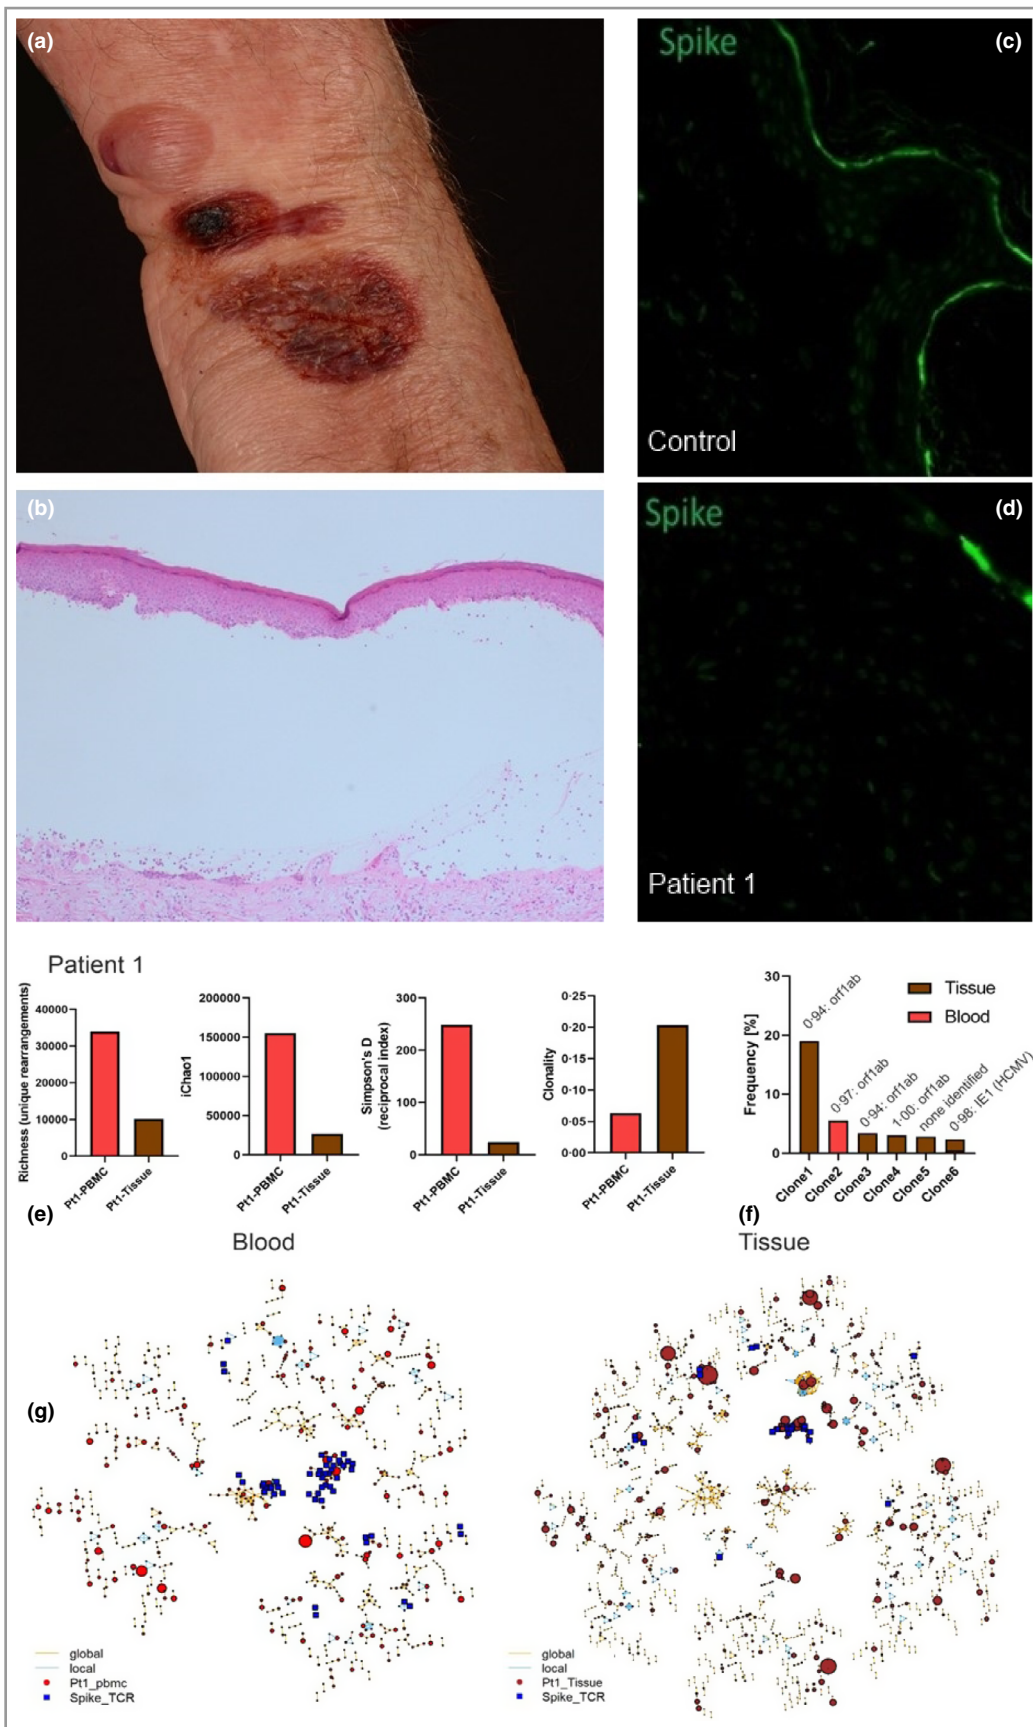 (a)
Spike
(c)
Control
(b)
Spike
(d)
Patient 1
Patient 1
Richness (unique rearrangements)
40000
30000
20000
10000
0
Pt1-PBMC
Pt1-Tissue
iChao1
200000
150000
100000
50000
0
Pt1-PBMC
Pt1-Tissue
Simpson's D
(reciprocal index)
300
200
100
0
Pt1-PBMC
Pt1-Tissue
Clonality
0·25
0·20
0·15
0·10
0·05
0·00
Pt1-PBMC
Pt1-Tissue
Frequency [%]
30
20
10
0
0·94: orf1ab
0·97: orf1ab
0·94: orf1ab
1·00: orf1ab
none identified
0·98: IE1 (HCMV)
Tissue
Blood
Clone1
Clone2
Clone3
Clone4
Clone5
Clone6
(e)
(f)
Blood
Tissue
(g)
global
local
Pt1_pbmc
Spike_TCR
global
local
Pt1_Tissue
Spike_TCR